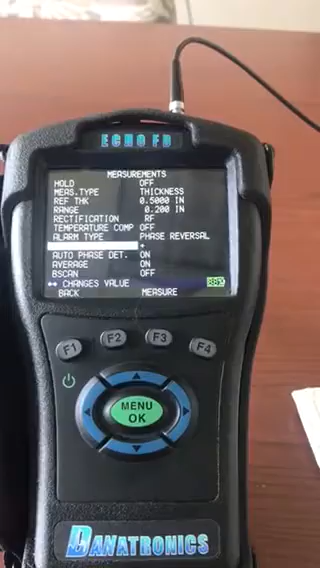 ECHO FD
MEASUREMENTS
HOLD OFF
MEAS.TYPE THICKNESS
REF THK 0.5000 IN
RANGE 0.200 IN
RECTIFICATION RF
TEMPERATURE COMP OFF
ALARM TYPE PHASE REVERSAL
+
AUTO PHASE DET. ON
AVERAGE ON
BSCAN OFF
CHANGES VALUE
BACK MEASURE
F1 F2 F3 F4
MENU
OK
DANATRONICS